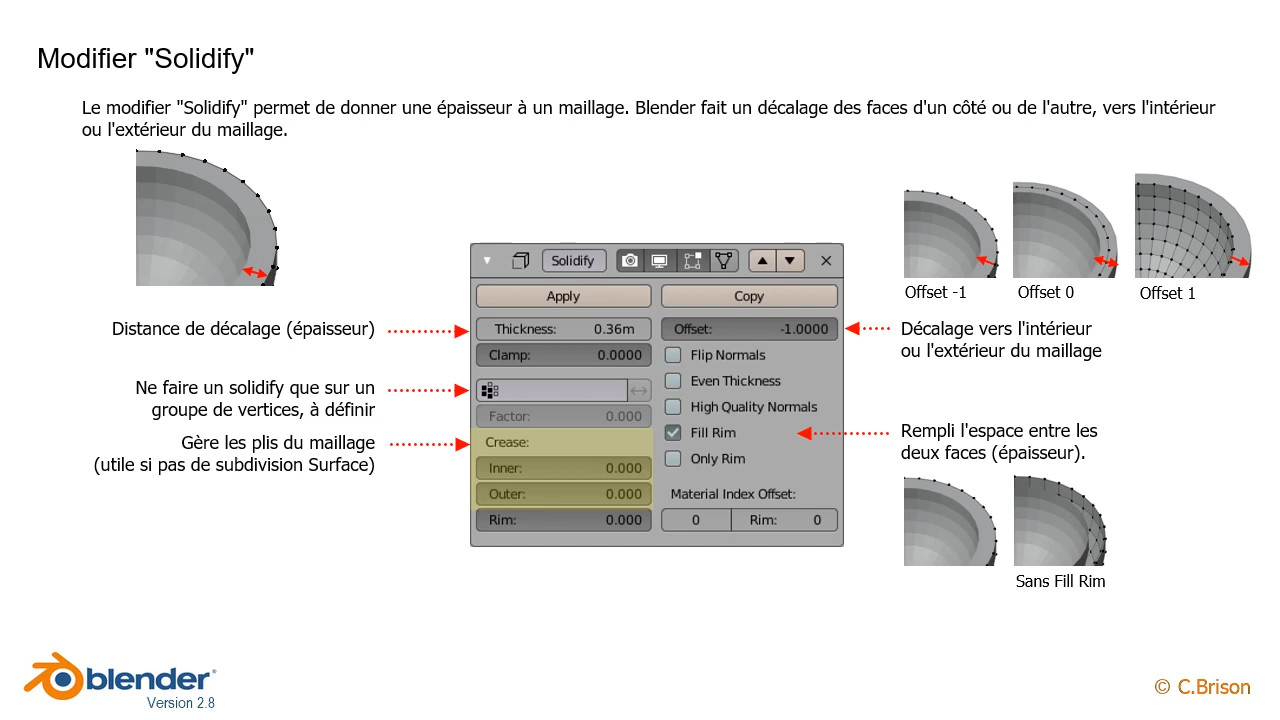 Modifier "Solidify"
Le modifier "Solidify" permet de donner une épaisseur à un maillage. Blender fait un décalage des faces d'un côté ou de l'autre, vers l'intérieur
ou l'extérieur du maillage.
Offset -1
Offset 0
Offset 1
Solidify
Apply
Copy
Distance de décalage (épaisseur)
Thickness: 0.36m
Offset: -1.0000
Décalage vers l'intérieur
ou l'extérieur du maillage
Clamp: 0.0000
Flip Normals
Even Thickness
Ne faire un solidify que sur un
groupe de vertices, à définir
Factor: 0.000
High Quality Normals
Gère les plis du maillage
(utile si pas de subdivision Surface)
Crease:
Fill Rim
Rempli l'espace entre les
deux faces (épaisseur).
Inner: 0.000
Only Rim
Outer: 0.000
Material Index Offset:
Rim: 0.000
0
Rim: 0
Sans Fill Rim
blender
Version 2.8
© C.Brison